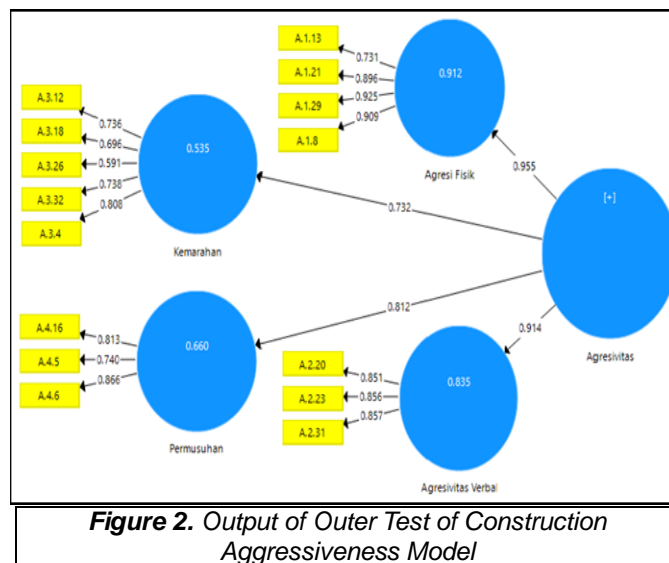 A.1.13
0.731
A.1.21
0.896
A.1.29
0.925
A.1.8
0.909
0.912
Agresi Fisik
0.955
A.3.12
0.736
A.3.18
0.696
A.3.26
0.591
A.3.32
0.738
A.3.4
0.808
0.535
Kemarahan
0.732
[+]
Agresivitas
0.812
A.4.16
0.813
A.4.5
0.740
A.4.6
0.866
0.660
Permusuhan
0.914
A.2.20
0.851
A.2.23
0.856
A.2.31
0.857
0.835
Agresivitas Verbal
Figure 2. Output of Outer Test of Construction
Aggressiveness Model